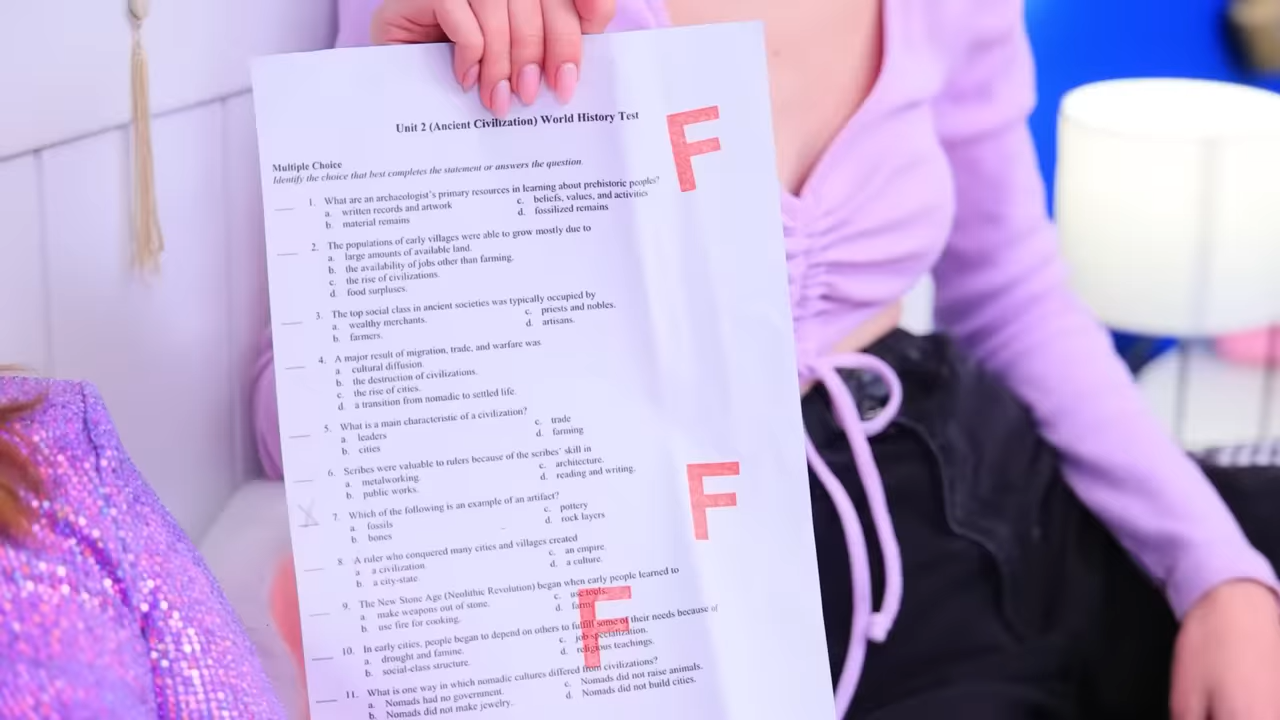 Unit 2 (Ancient Civilization) World History Test
F
Multiple Choice
Identify the choice that best completes the statement or answers the question.
1. What are an archaeologist's primary resources in learning about prehistoric peoples?
a. written records and artwork c. beliefs, values, and activities
b. material remains d. fossilized remains
2. The populations of early villages were able to grow mostly due to
a. large amounts of available land.
b. the availability of jobs other than farming.
c. the rise of civilizations.
d. food surpluses.
3. The top social class in ancient societies was typically occupied by
a. wealthy merchants. c. priests and nobles.
b. farmers. d. artisans.
4. A major result of migration, trade, and warfare was
a. cultural diffusion.
b. the destruction of civilizations.
c. the rise of cities.
d. a transition from nomadic to settled life.
5. What is a main characteristic of a civilization?
a. leaders c. trade
b. cities d. farming
6. Scribes were valuable to rulers because of the scribes' skill in
a. metalworking. c. architecture.
b. public works. d. reading and writing.
F
7. Which of the following is an example of an artifact?
a. fossils c. pottery
b. bones d. rock layers
8. A ruler who conquered many cities and villages created
a. a civilization. c. an empire.
b. a city-state. d. a culture.
9. The New Stone Age (Neolithic Revolution) began when early people learned to
a. make weapons out of stone. c. use tools.
b. use fire for cooking. d. farm.
F
10. In early cities, people began to depend on others to fulfill some of their needs because of
a. drought and famine. c. job specialization.
b. social-class structure. d. religious teachings.
11. What is one way in which nomadic cultures differed from civilizations?
a. Nomads had no government. c. Nomads did not raise animals.
b. Nomads did not make jewelry. d. Nomads did not build cities.